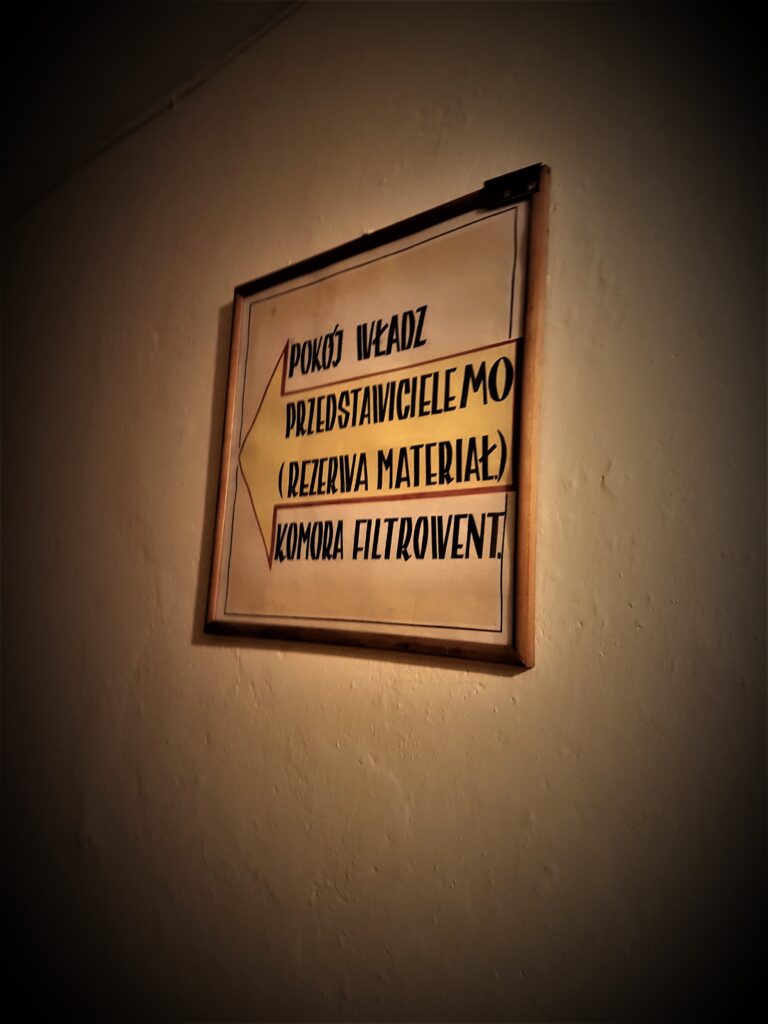 POKÓJ WŁADZ
PRZEDSTAWICIELE MO
(REZERWA MATERIAŁ.)
KOMORA FILTROWENT.